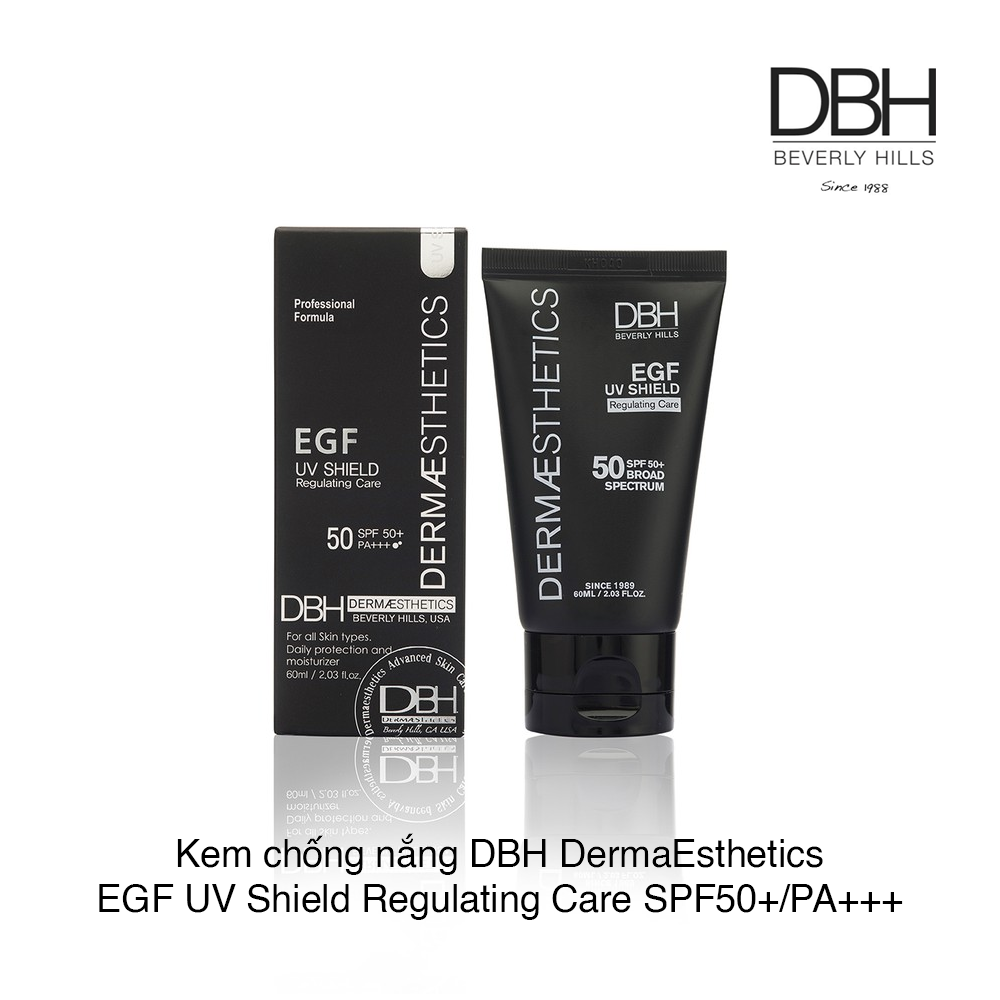 DBH
BEVERLY HILLS
Since 1988
Professional
Formula
EGF
UV SHIELD
Regulating Care
50 SPF 50+
PA+++
DERMÆSTHETICS
DBH DERMÆSTHETICS
BEVERLY HILLS, USA
For all Skin types.
Daily protection and
moisturizer
60ml / 2.03 fl.oz.
Dermaesthetics Advanced Skin
DBH
DERMÆSTHETICS
Beverly Hills, CA USA
DERMÆSTHETICS
DBH
BEVERLY HILLS
EGF
UV SHIELD
Regulating Care
50 SPF 50+
BROAD
SPECTRUM
SINCE 1989
60ML / 2.03 FL.OZ.
Kem chống nắng DBH DermaEsthetics
EGF UV Shield Regulating Care SPF50+/PA+++